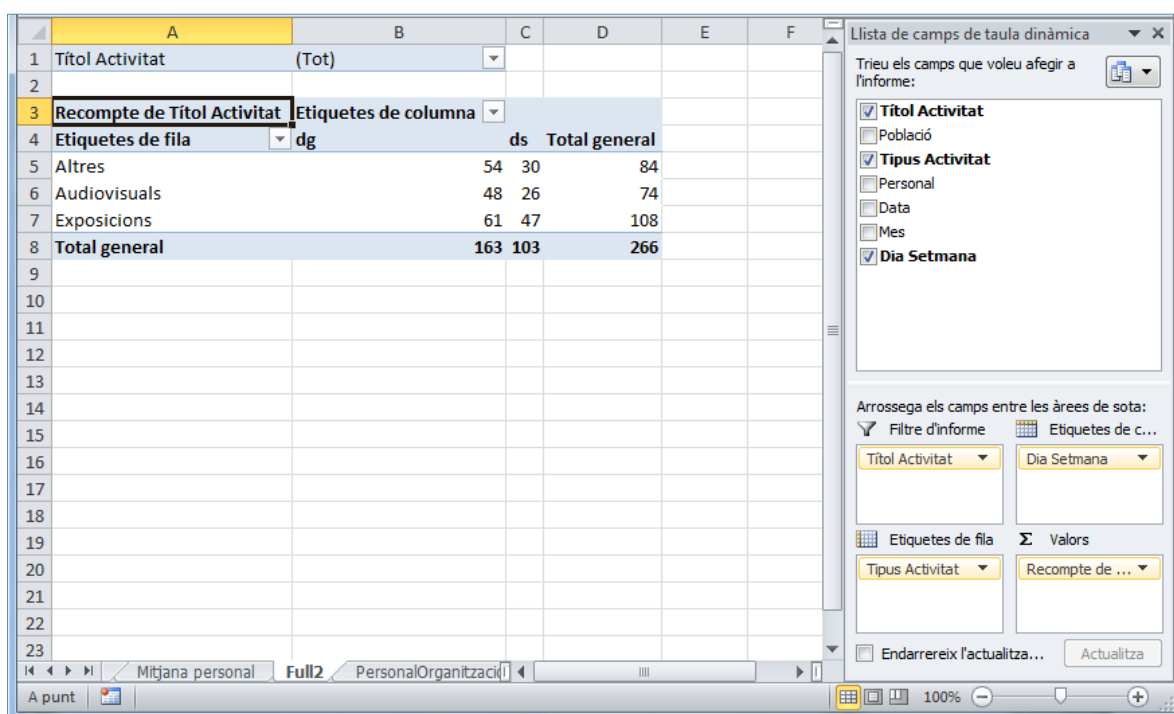 A B C D E F
1 Títol Activitat (Tot)
2
3 Recompte de Títol Activitat Etiquetes de columna
4 Etiquetes de fila dg ds Total general
5 Altres 54 30 84
6 Audiovisuals 48 26 74
7 Exposicions 61 47 108
8 Total general 163 103 266
9
10
11
12
13
14
15
16
17
18
19
20
21
22
23
Mitjana personal Full2 PersonalOrganització
A punt 100%
Llista de camps de taula dinàmica
Trieu els camps que voleu afegir a
l'informe:
Títol Activitat
Població
Tipus Activitat
Personal
Data
Mes
Dia Setmana
Arrossega els camps entre les àrees de sota:
Filtre d'informe Etiquetes de c...
Títol Activitat Dia Setmana
Etiquetes de fila Σ Valors
Tipus Activitat Recompte de ...
Endarrereix l'actualitza... Actualitza